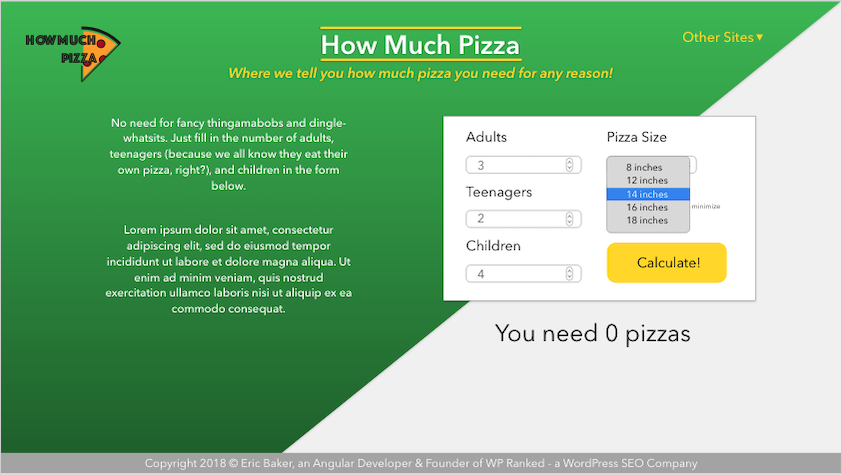 HOWMUCH
PIZZA
How Much Pizza
Other Sites ▾
Where we tell you how much pizza you need for any reason!
No need for fancy thingamabobs and dingle-
whatsits. Just fill in the number of adults,
teenagers (because we all know they eat their
own pizza, right?), and children in the form
below.
Lorem ipsum dolor sit amet, consectetur
adipiscing elit, sed do eiusmod tempor
incididunt ut labore et dolore magna aliqua. Ut
enim ad minim veniam, quis nostrud
exercitation ullamco laboris nisi ut aliquip ex ea
commodo consequat.
Adults
3
Teenagers
2
Children
4
Pizza Size
8 inches
12 inches
14 inches
16 inches
minimize
18 inches
Calculate!
You need 0 pizzas
Copyright 2018 © Eric Baker, an Angular Developer & Founder of WP Ranked - a WordPress SEO Company